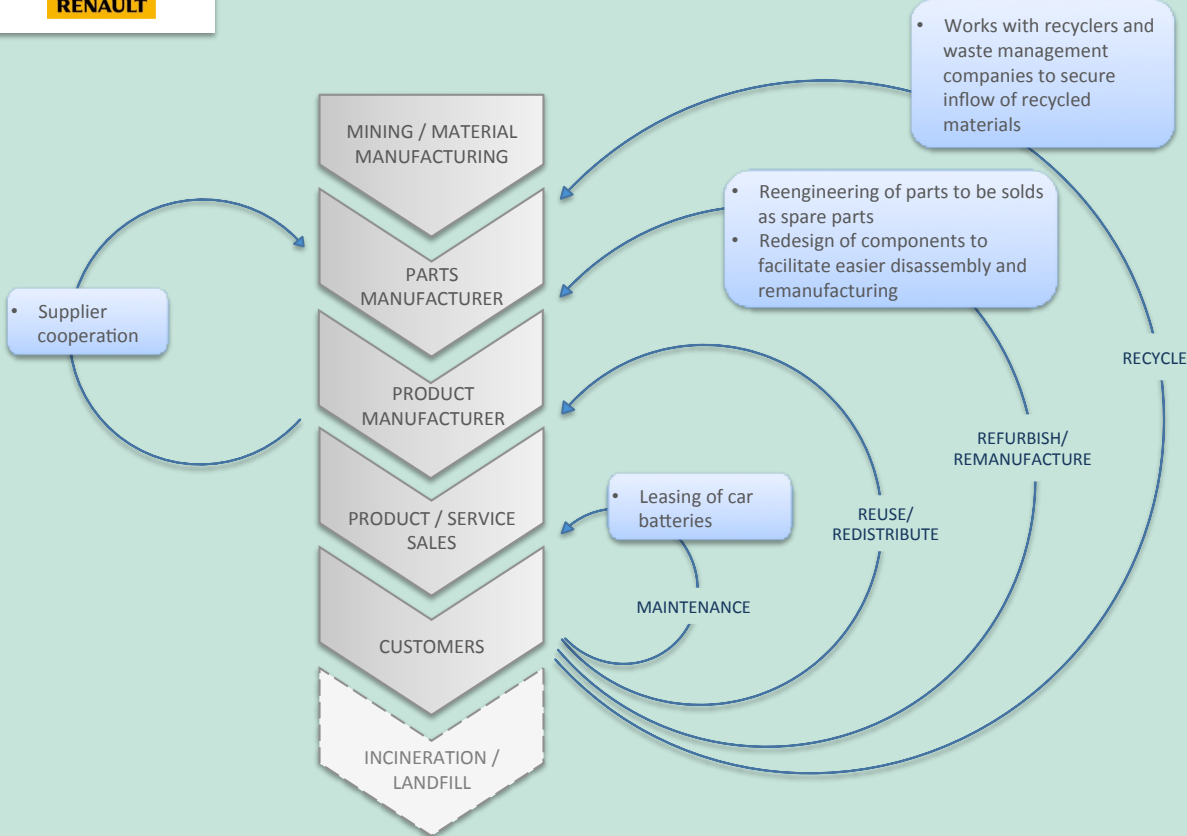 RENAULT
• Works with recyclers and
waste management
companies to secure
inflow of recycled
materials
MINING / MATERIAL
MANUFACTURING
• Reengineering of parts to be solds
as spare parts
• Redesign of components to
facilitate easier disassembly and
remanufacturing
PARTS
MANUFACTURER
• Supplier
cooperation
RECYCLE
PRODUCT
MANUFACTURER
REFURBISH/
REMANUFACTURE
• Leasing of car
batteries
REUSE/
REDISTRIBUTE
PRODUCT / SERVICE
SALES
MAINTENANCE
CUSTOMERS
INCINERATION /
LANDFILL